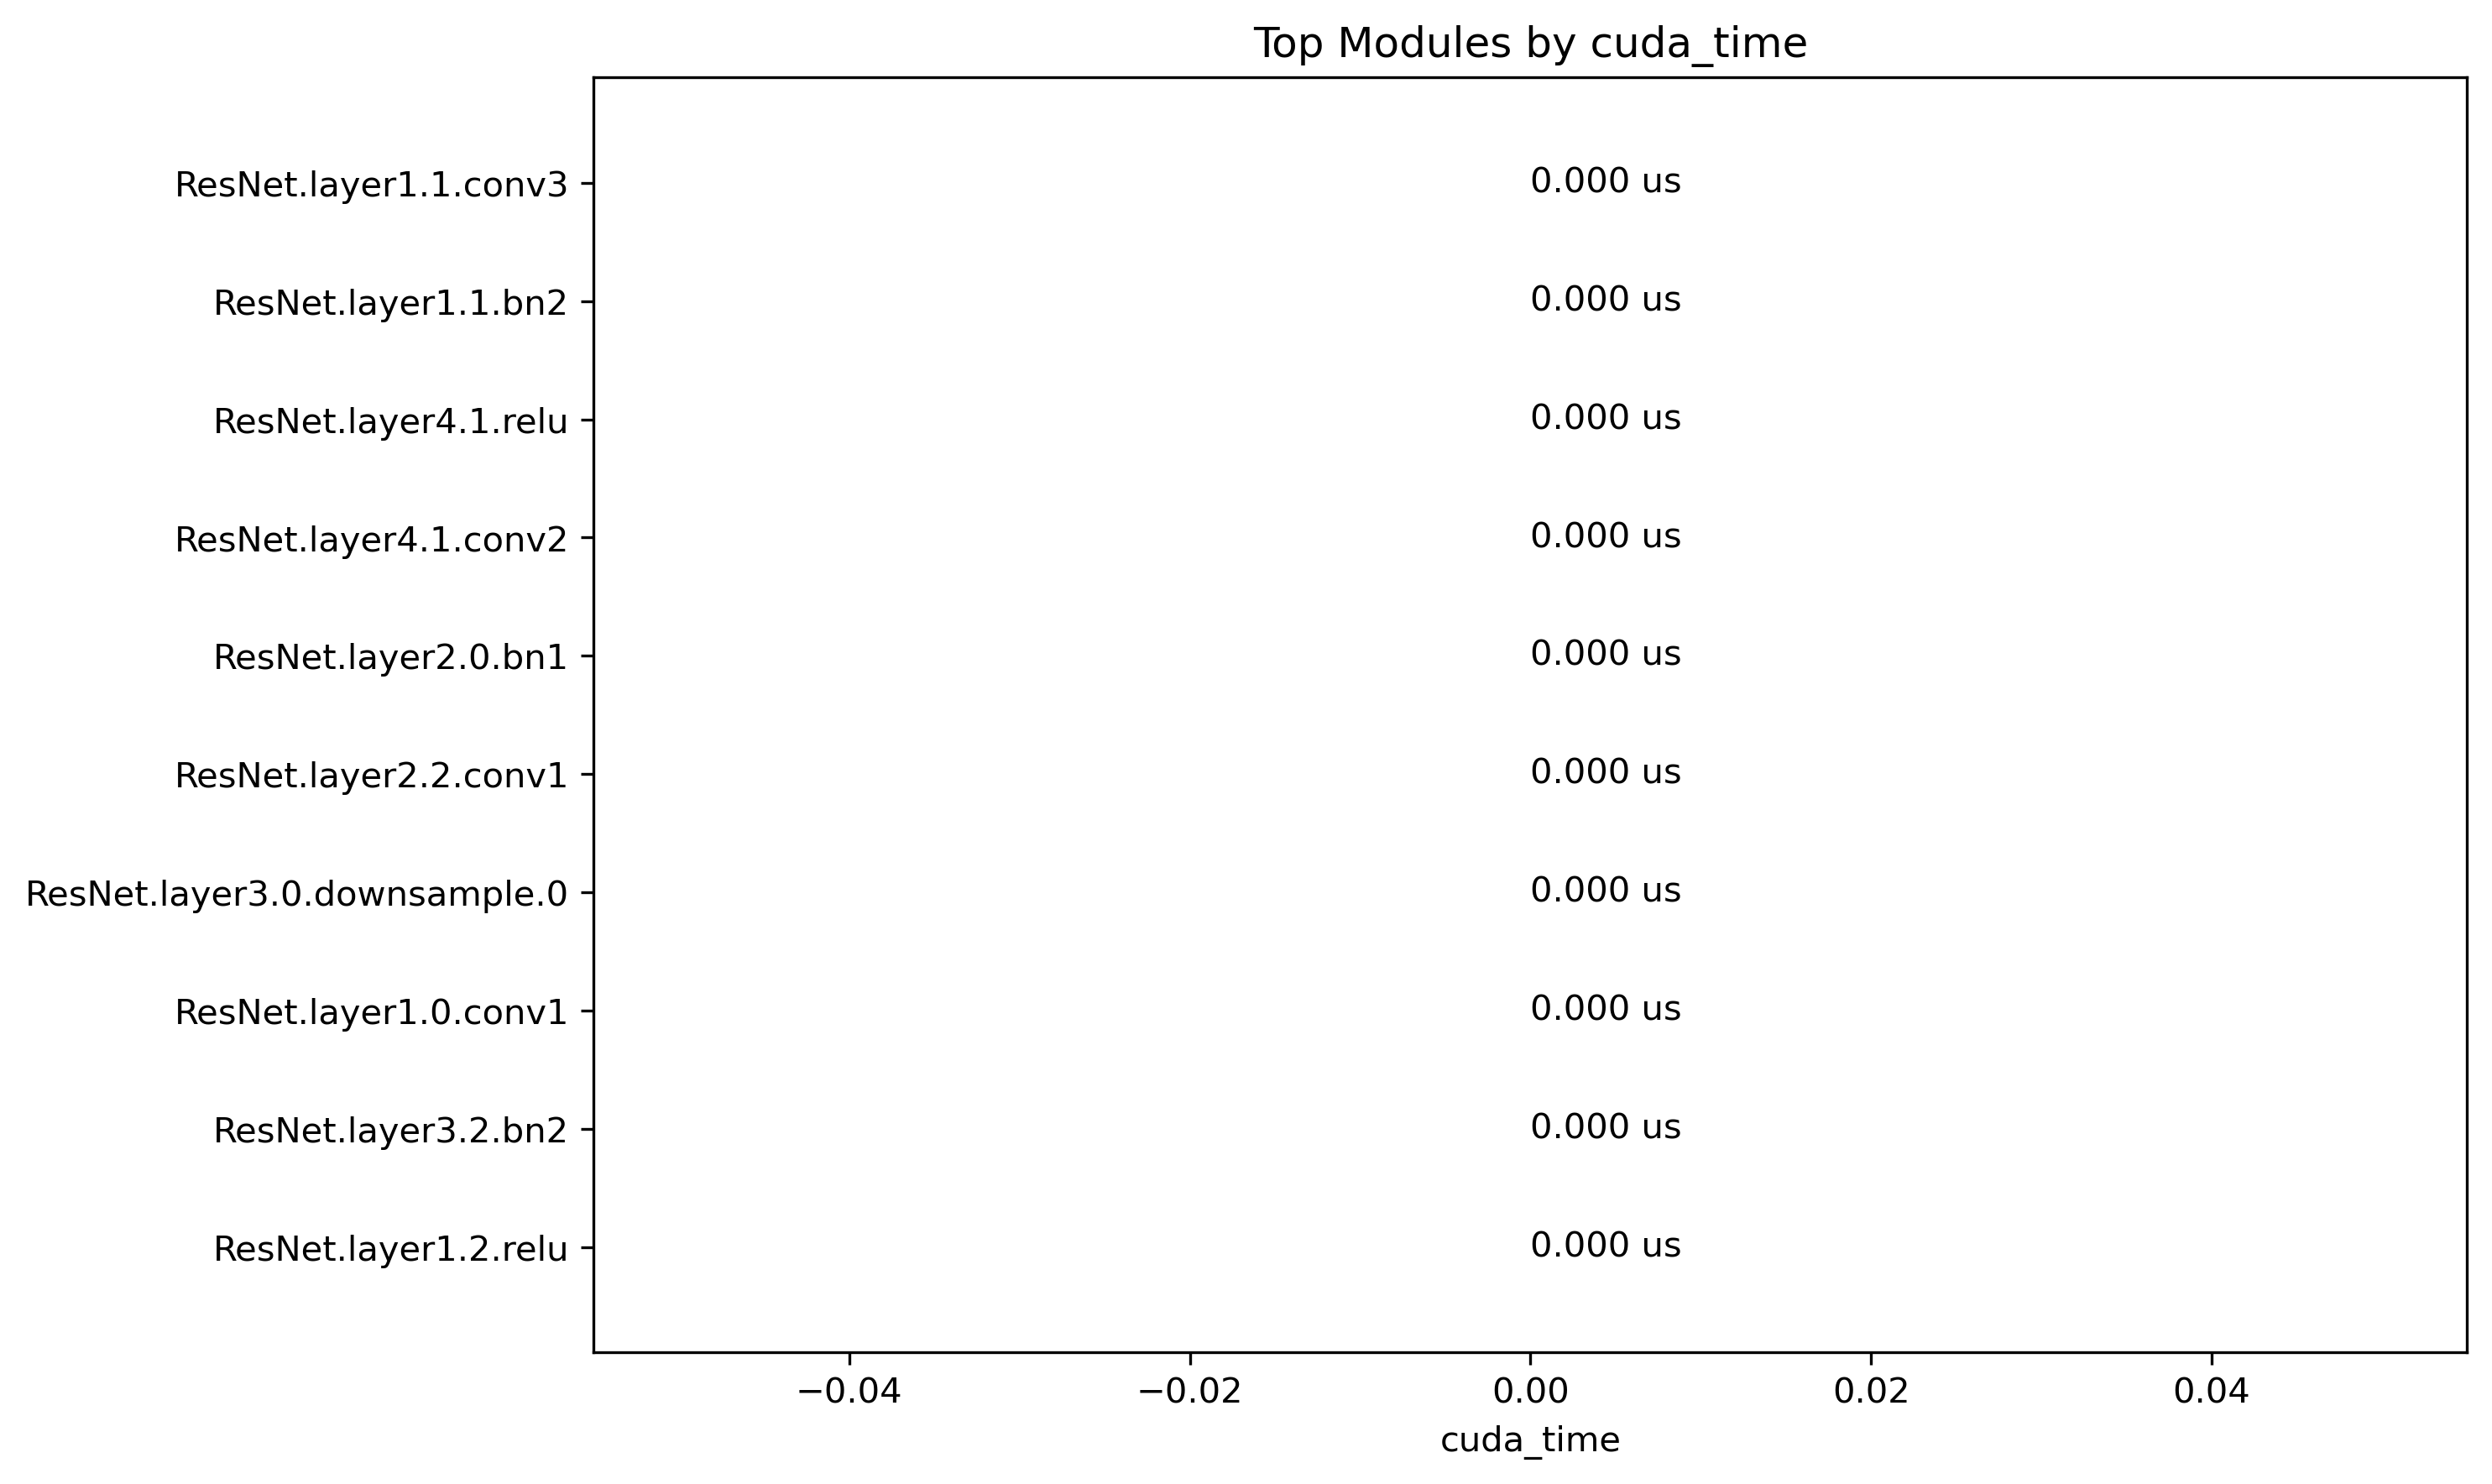 Top Modules by cuda_time
ResNet.layer1.1.conv3 0.000 us
ResNet.layer1.1.bn2 0.000 us
ResNet.layer4.1.relu 0.000 us
ResNet.layer4.1.conv2 0.000 us
ResNet.layer2.0.bn1 0.000 us
ResNet.layer2.2.conv1 0.000 us
ResNet.layer3.0.downsample.0 0.000 us
ResNet.layer1.0.conv1 0.000 us
ResNet.layer3.2.bn2 0.000 us
ResNet.layer1.2.relu 0.000 us
−0.04 −0.02 0.00 0.02 0.04
cuda_time